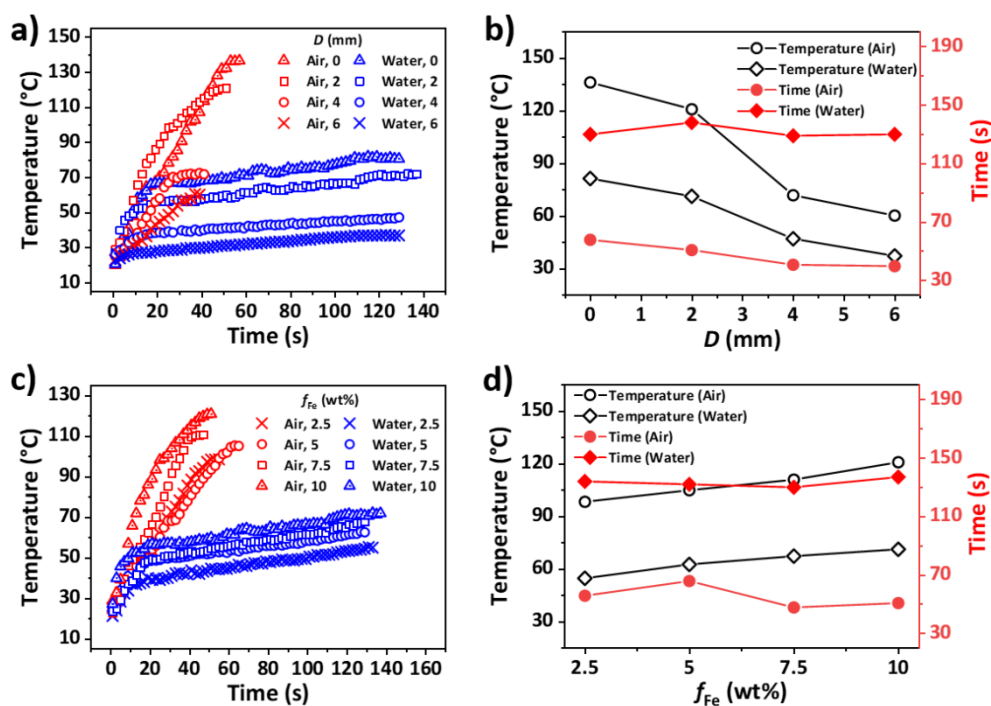 a)
Temperature (°C)
150
130
110
90
70
50
30
10
D (mm)
Air, 0 Water, 0
Air, 2 Water, 2
Air, 4 Water, 4
Air, 6 Water, 6
0 20 40 60 80 100 120 140
Time (s)
b)
Temperature (°C)
150
120
90
60
30
Temperature (Air)
Temperature (Water)
Time (Air)
Time (Water)
190
150
110
70
30
Time (s)
0 1 2 3 4 5 6
D (mm)
c)
Temperature (°C)
130
110
90
70
50
30
10
fFe (wt%)
Air, 2.5 Water, 2.5
Air, 5 Water, 5
Air, 7.5 Water, 7.5
Air, 10 Water, 10
0 20 40 60 80 100 120 140
Time (s)
d)
Temperature (°C)
150
120
90
60
30
Temperature (Air)
Temperature (Water)
Time (Air)
Time (Water)
190
150
110
70
30
Time (s)
2.5 5 7.5 10
fFe (wt%)